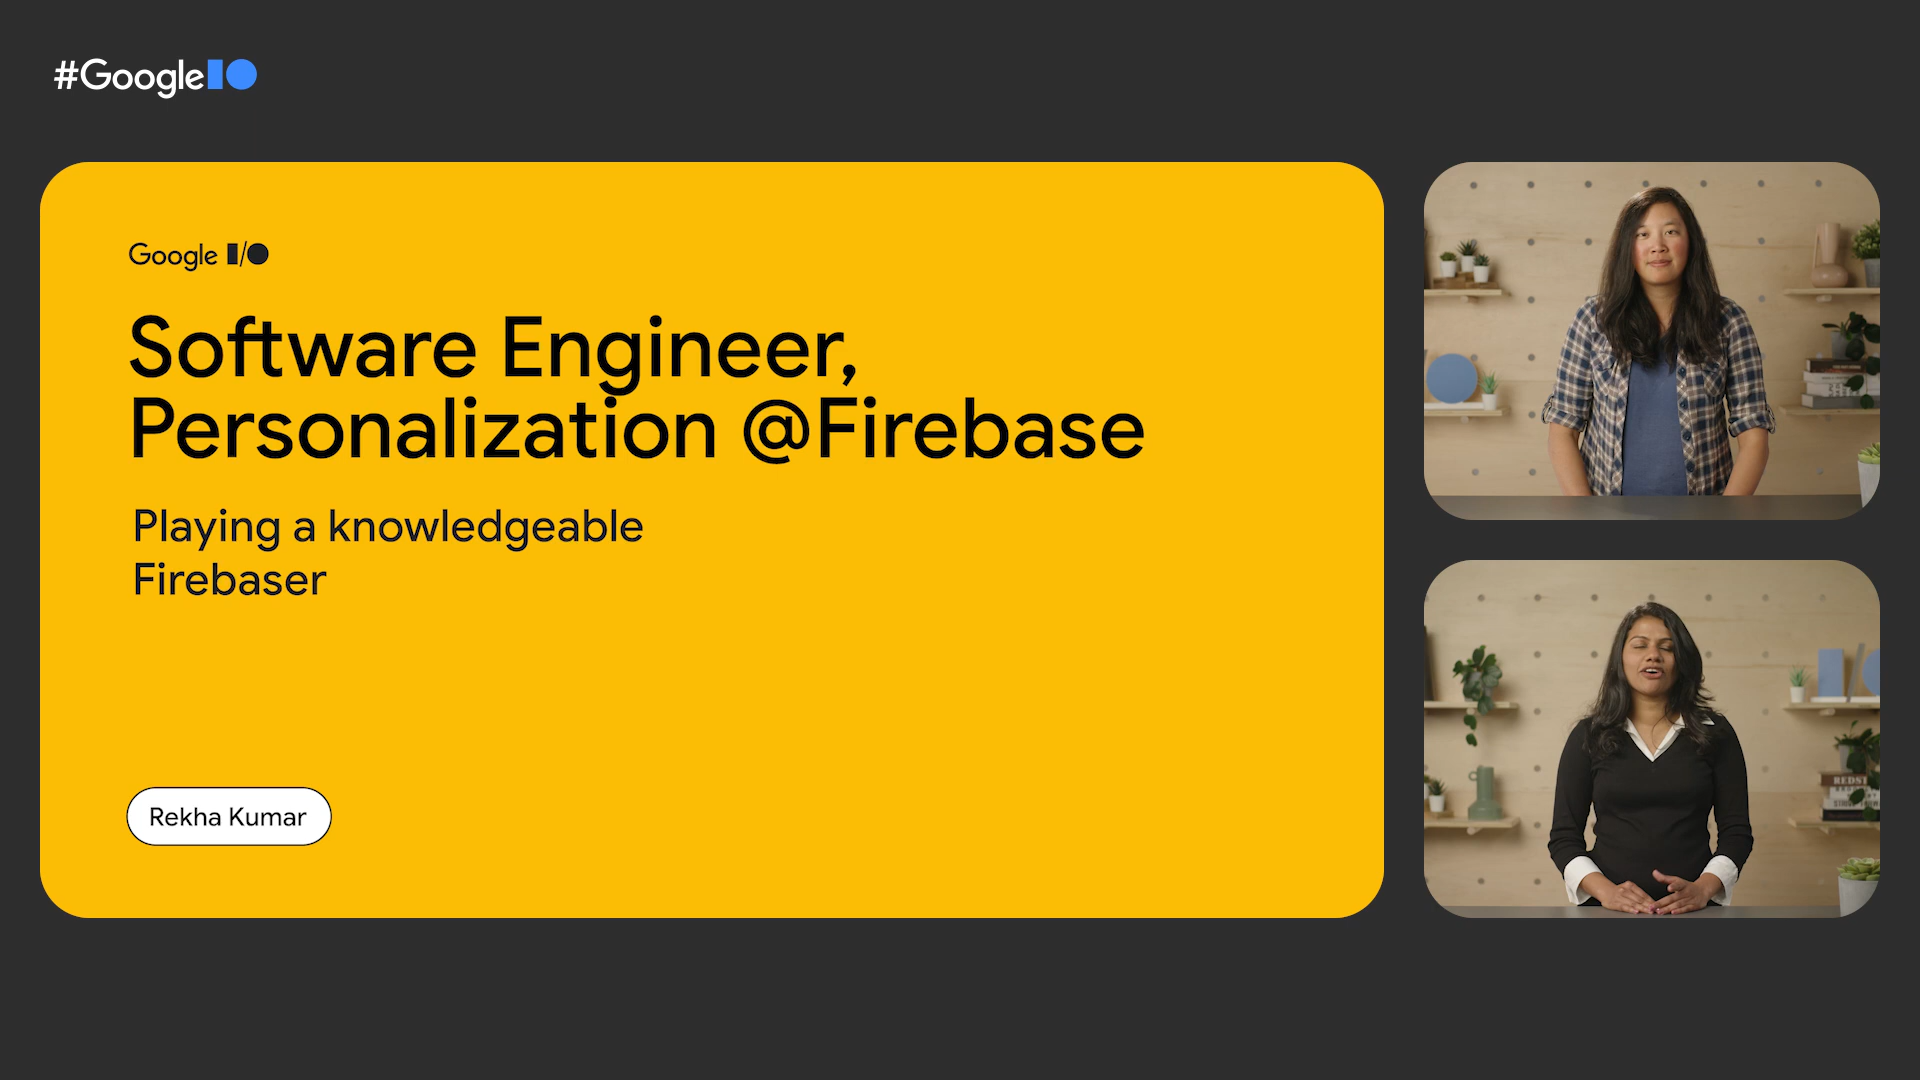 #GoogleIO
Google I/O
Software Engineer,
Personalization @Firebase
Playing a knowledgeable
Firebaser
Rekha Kumar